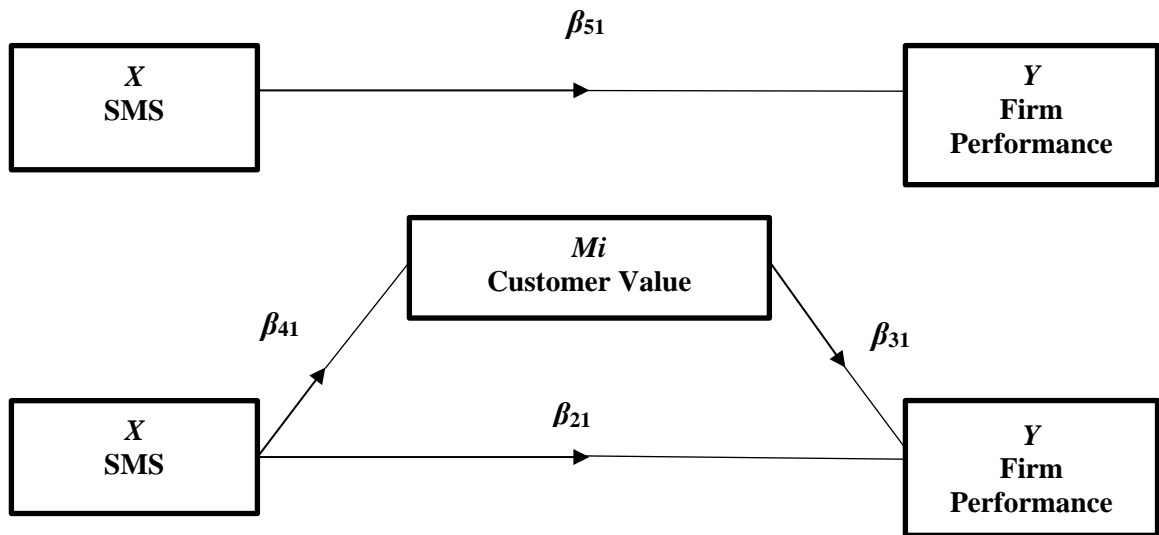 β51
X
SMS
Y
Firm
Performance
Mi
Customer Value
β41
β31
β21
X
SMS
Y
Firm
Performance